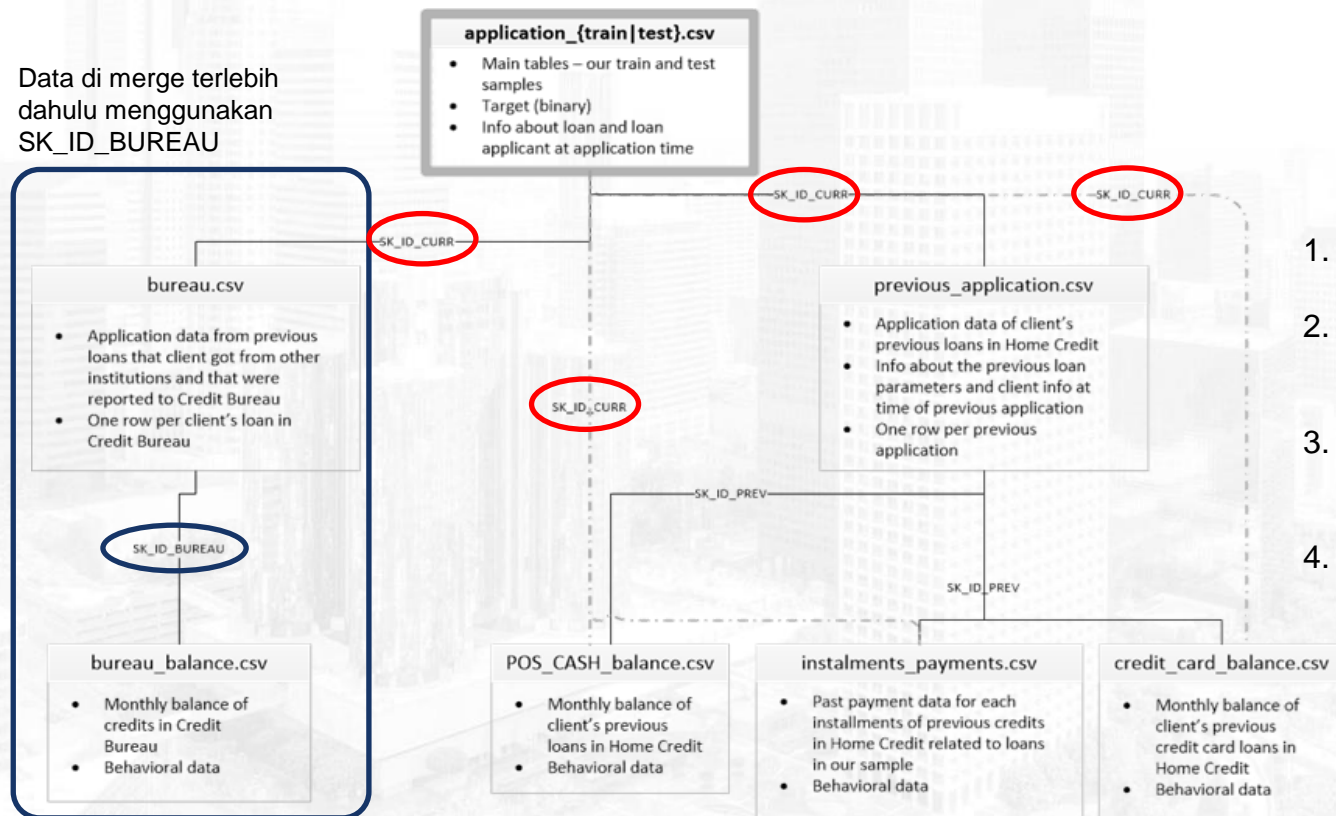 application_{train|test}.csv
• Main tables – our train and test
samples
• Target (binary)
• Info about loan and loan
applicant at application time
Data di merge terlebih
dahulu menggunakan
SK_ID_BUREAU
SK_ID_CURR
SK_ID_CURR
SK_ID_CURR
bureau.csv
• Application data from previous
loans that client got from other
institutions and that were
reported to Credit Bureau
• One row per client's loan in
Credit Bureau
previous_application.csv
• Application data of client's
previous loans in Home Credit
• Info about the previous loan
parameters and client info at
time of previous application
• One row per previous
application
1.
2.
3.
4.
SK_ID_CURR
SK_ID_PREV
SK_ID_BUREAU
SK_ID_PREV
bureau_balance.csv
• Monthly balance of
credits in Credit
Bureau
• Behavioral data
POS_CASH_balance.csv
• Monthly balance of
client's previous
loans in Home Credit
• Behavioral data
instalments_payments.csv
• Past payment data for each
installments of previous credits
in Home Credit related to loans
in our sample
• Behavioral data
credit_card_balance.csv
• Monthly balance of
client's previous
credit card loans in
Home Credit
• Behavioral data